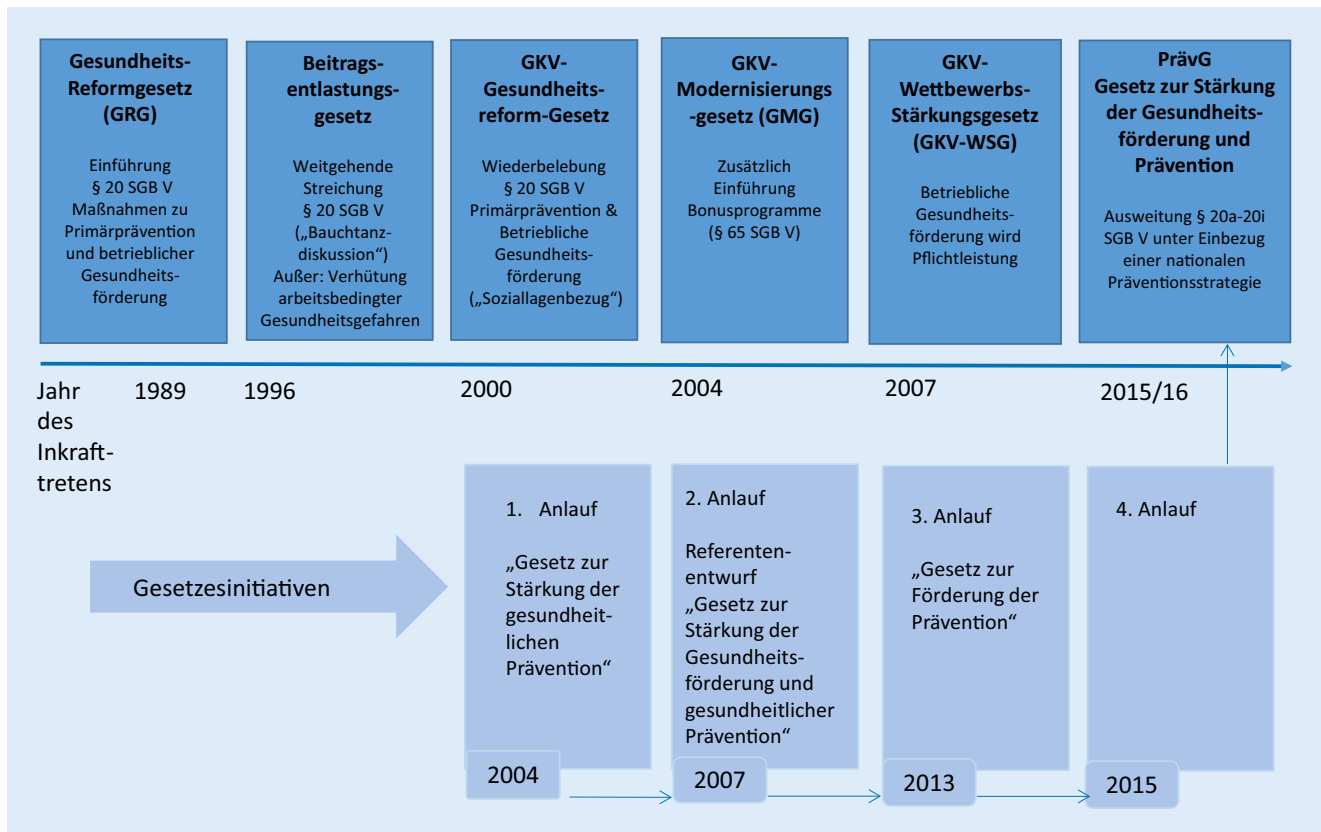 Gesundheits-
Reformgesetz
(GRG)
Einführung
§ 20 SGB V
Maßnahmen zu
Primärprävention
und betrieblicher
Gesundheits-
förderung
Beitrags-
entlastungs-
gesetz
Weitgehende
Streichung
§ 20 SGB V
(„Bauchtanz-
diskussion“)
Außer: Verhütung
arbeitsbedingter
Gesundheitsgefahren
GKV-
Gesundheits-
reform-Gesetz
Wiederbelebung
§ 20 SGB V
Primärprävention &
Betriebliche
Gesundheits-
förderung
(„Soziallagenbezug“)
GKV-
Modernisierungs
-gesetz (GMG)
Zusätzlich
Einführung
Bonusprogramme
(§ 65 SGB V)
GKV-
Wettbewerbs-
Stärkungsgesetz
(GKV-WSG)
Betriebliche
Gesundheits-
förderung wird
Pflichtleistung
PrävG
Gesetz zur Stärkung
der Gesundheits-
förderung und
Prävention
Ausweitung § 20a-20i
SGB V unter Einbezug
einer nationalen
Präventionsstrategie
Jahr
des
Inkraft-
tretens
1989
1996
2000
2004
2007
2015/16
Gesetzesinitiativen
1. Anlauf
„Gesetz zur
Stärkung der
gesundheit-
lichen
Prävention“
2004
2. Anlauf
Referenten-
entwurf
„Gesetz zur
Stärkung der
Gesundheits-
förderung und
gesundheitlicher
Prävention“
2007
3. Anlauf
„Gesetz zur
Förderung der
Prävention“
2013
4. Anlauf
2015